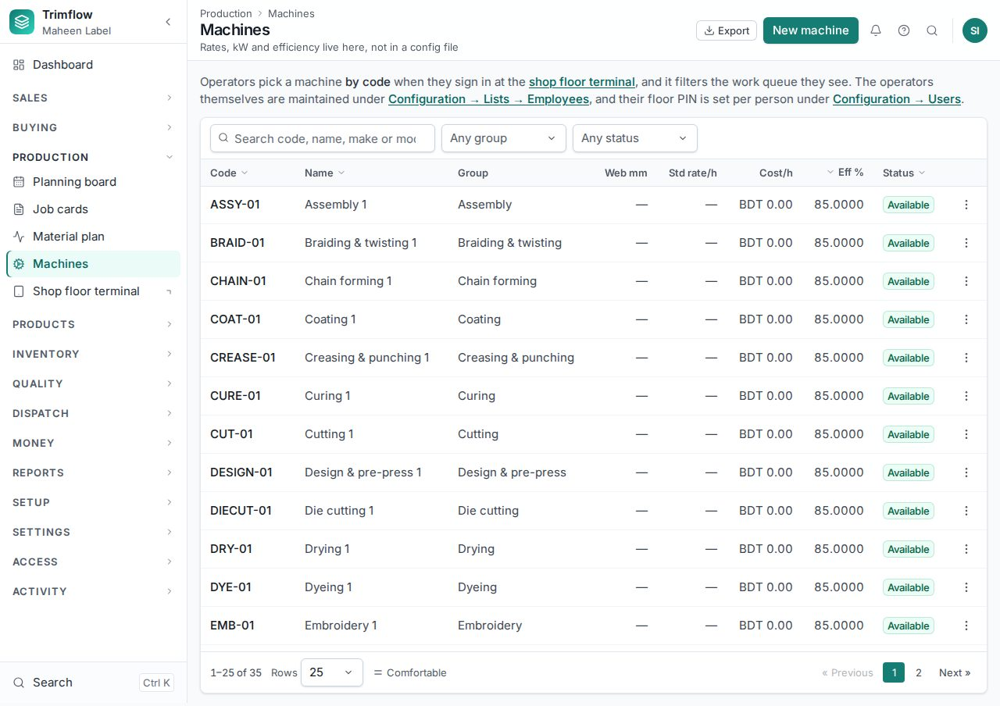 Trimflow
Maheen Label
Dashboard
SALES
BUYING
PRODUCTION
Planning board
Job cards
Material plan
Machines
Shop floor terminal
PRODUCTS
INVENTORY
QUALITY
DISPATCH
MONEY
REPORTS
SETUP
SETTINGS
ACCESS
ACTIVITY
Search Ctrl K
Production > Machines
Machines
Rates, kW and efficiency live here, not in a config file
Export New machine SI
Operators pick a machine by code when they sign in at the shop floor terminal, and it filters the work queue they see. The operators
themselves are maintained under Configuration → Lists → Employees, and their floor PIN is set per person under Configuration → Users.
Search code, name, make or mo Any group Any status
Code Name Group Web mm Std rate/h Cost/h Eff % Status
ASSY-01 Assembly 1 Assembly — — BDT 0.00 85.0000 Available
BRAID-01 Braiding & twisting 1 Braiding & twisting — — BDT 0.00 85.0000 Available
CHAIN-01 Chain forming 1 Chain forming — — BDT 0.00 85.0000 Available
COAT-01 Coating 1 Coating — — BDT 0.00 85.0000 Available
CREASE-01 Creasing & punching 1 Creasing & punching — — BDT 0.00 85.0000 Available
CURE-01 Curing 1 Curing — — BDT 0.00 85.0000 Available
CUT-01 Cutting 1 Cutting — — BDT 0.00 85.0000 Available
DESIGN-01 Design & pre-press 1 Design & pre-press — — BDT 0.00 85.0000 Available
DIECUT-01 Die cutting 1 Die cutting — — BDT 0.00 85.0000 Available
DRY-01 Drying 1 Drying — — BDT 0.00 85.0000 Available
DYE-01 Dyeing 1 Dyeing — — BDT 0.00 85.0000 Available
EMB-01 Embroidery 1 Embroidery — — BDT 0.00 85.0000 Available
1–25 of 35 Rows 25 Comfortable « Previous 1 2 Next »